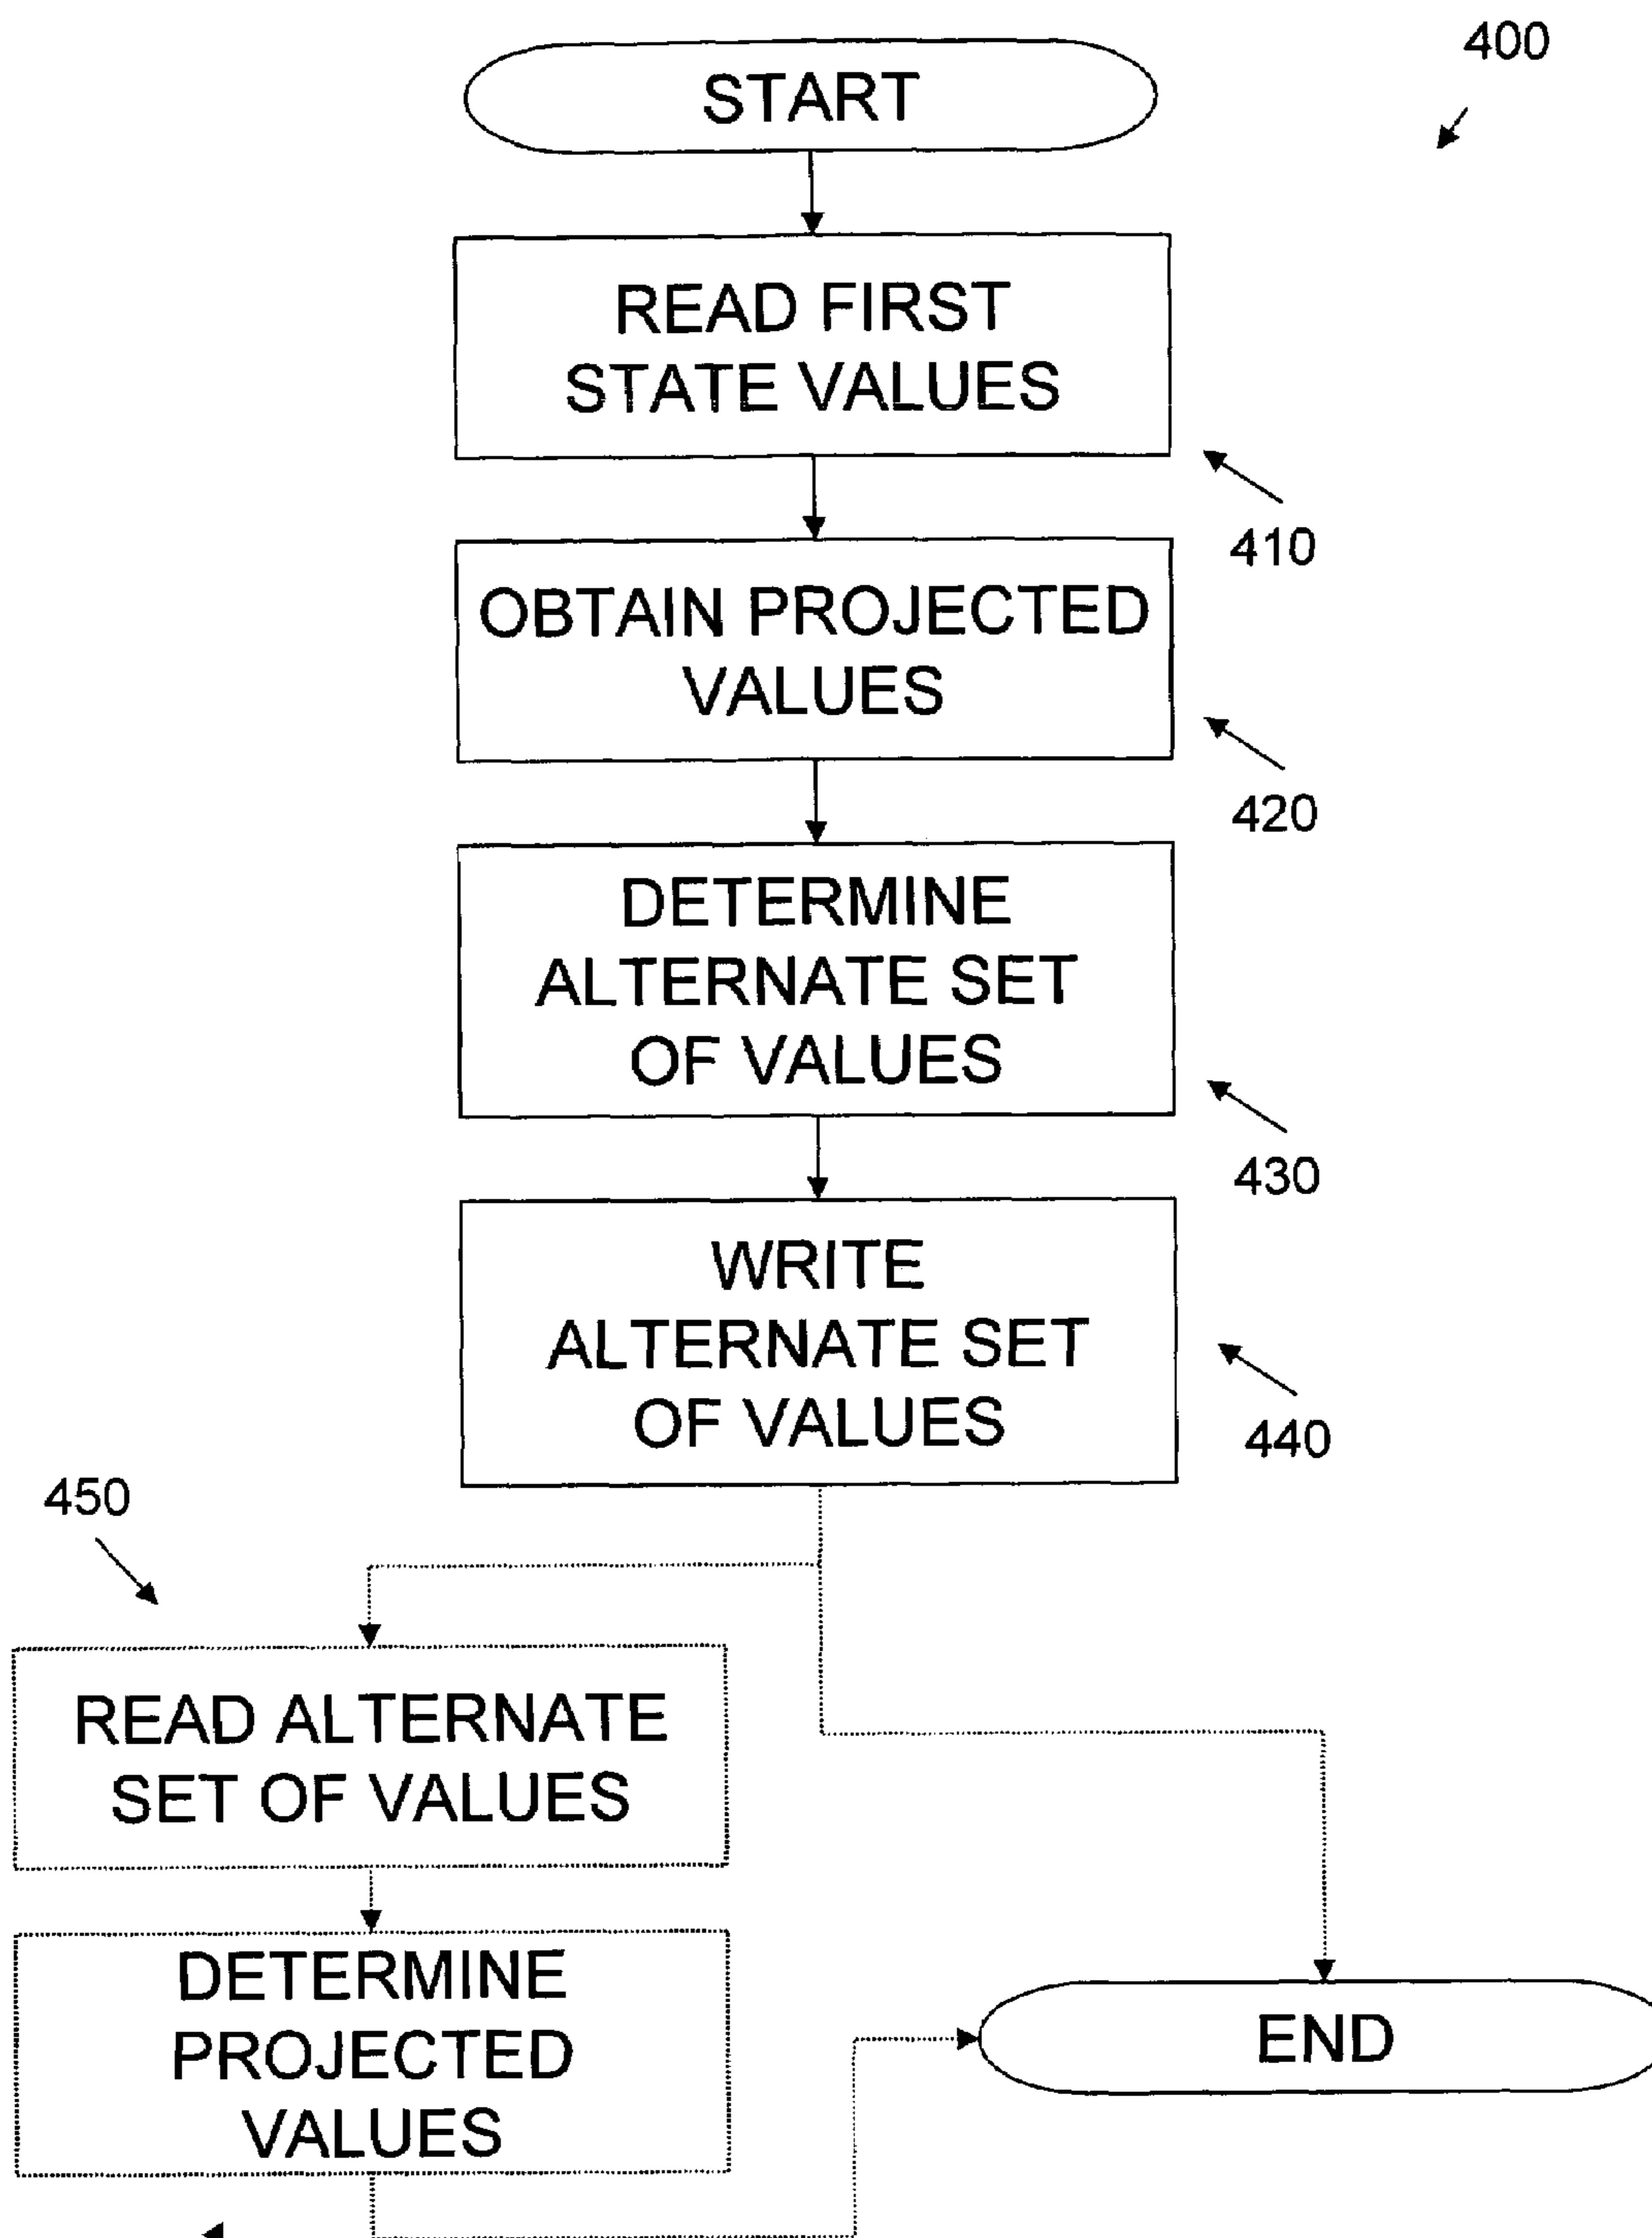 400
START
READ FIRST
STATE VALUES
410
OBTAIN PROJECTED
VALUES
420
DETERMINE
ALTERNATE SET
OF VALUES
430
WRITE
ALTERNATE SET
OF VALUES
440
450
READ ALTERNATE
SET OF VALUES
DETERMINE
PROJECTED
VALUES
END